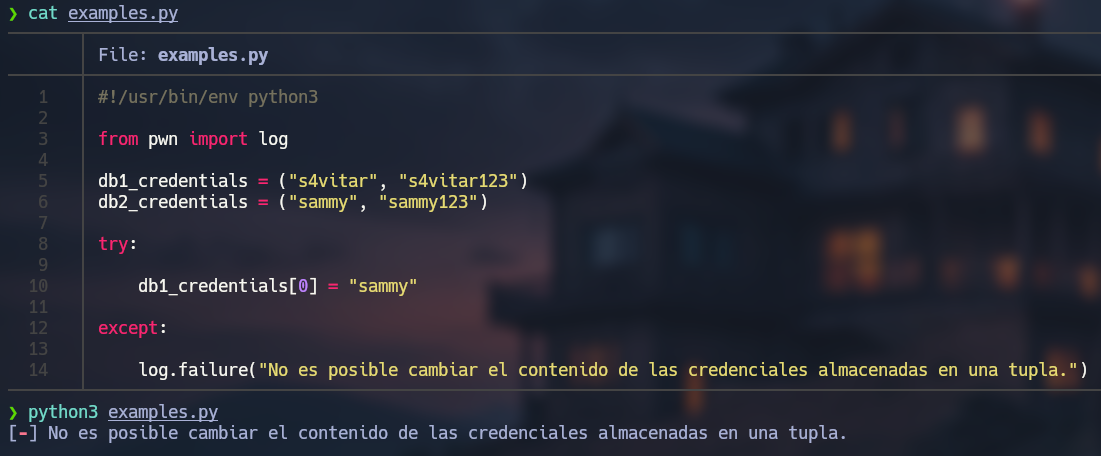 ❯ cat examples.py
File: examples.py
1 #!/usr/bin/env python3
2
3 from pwn import log
4
5 db1_credentials = ("s4vitar", "s4vitar123")
6 db2_credentials = ("sammy", "sammy123")
7
8 try:
9
10     db1_credentials[0] = "sammy"
11
12 except:
13
14     log.failure("No es posible cambiar el contenido de las credenciales almacenadas en una tupla.")
❯ python3 examples.py
[-] No es posible cambiar el contenido de las credenciales almacenadas en una tupla.